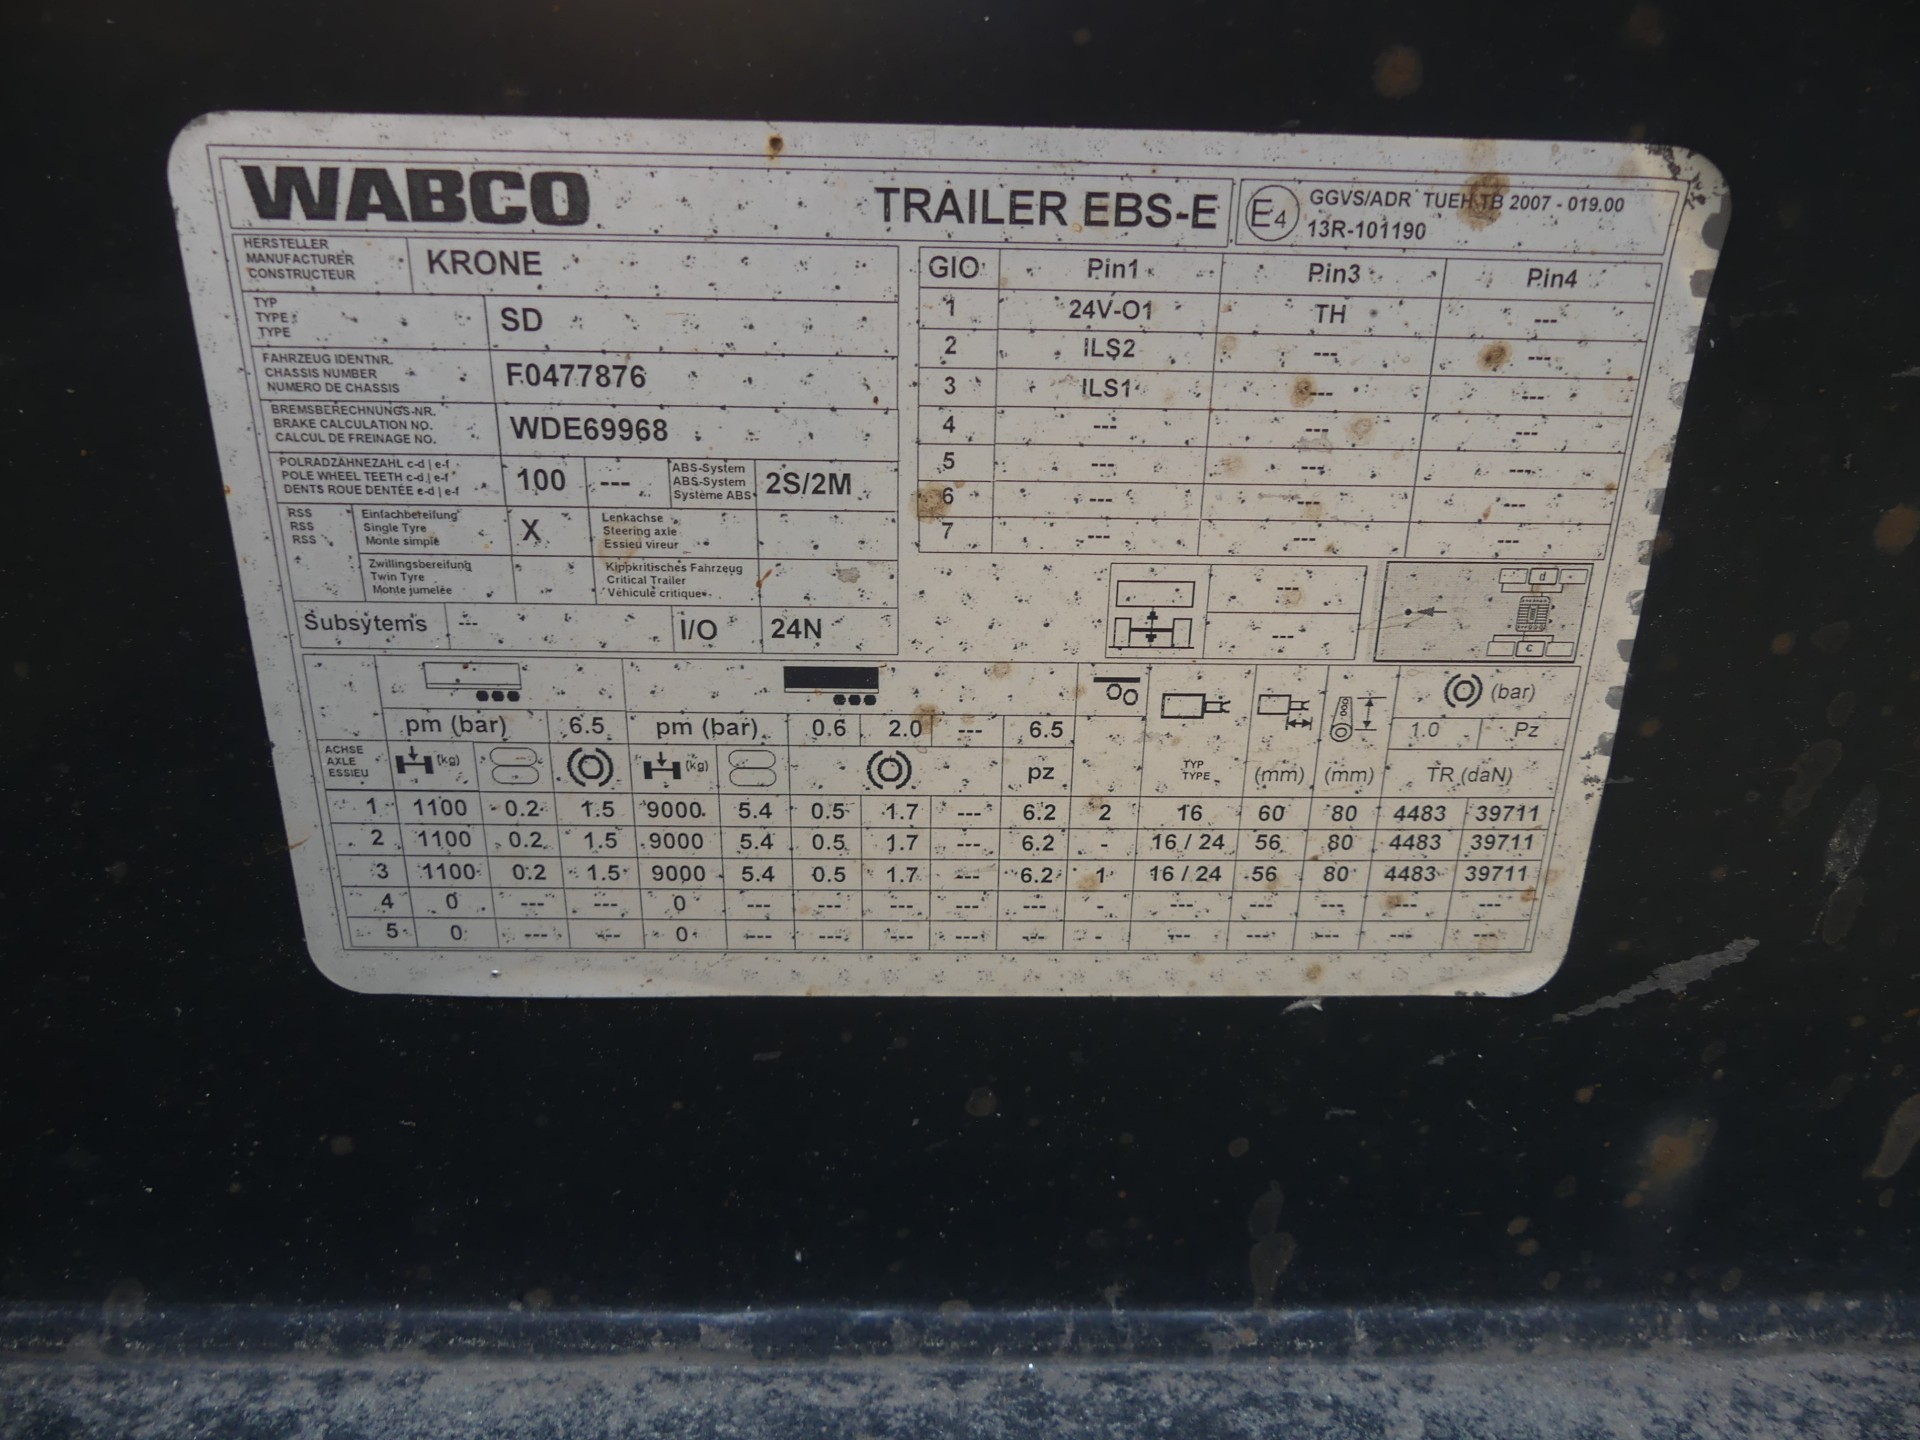 WABCO TRAILER EBS-E E4 GGVS/ADR TUEH TB 2007 - 019.00
13R-101190
HERSTELLER
MANUFACTURER
CONSTRUCTEUR
KRONE
TYP
TYPE
TYPE
SD
FAHRZEUG IDENTNR.
CHASSIS NUMBER
NUMERO DE CHASSIS
F0477876
BREMSBERECHNUNGS-NR.
BRAKE CALCULATION NO.
CALCUL DE FREINAGE NO.
WDE69968
POLRADZÄHNEZAHL c-d | e-f
POLE WHEEL TEETH c-d | e-f
DENTS ROUE DENTÉE c-d | e-f
100 ---
ABS-System
ABS-System
Système ABS
2S/2M
RSS
RSS
RSS
Einfachbereifung
Single Tyre
Monte simple
X
Lenkachse
Steering axle
Essieu vireur
Zwillingsbereifung
Twin Tyre
Monte jumelée
Kippkritisches Fahrzeug
Critical Trailer
Véhicule critique
Subsytems --- I/O 24N
GIO Pin1 Pin3 Pin4
1 24V-O1 TH ---
2 ILS2 --- ---
3 ILS1 --- ---
4 --- --- ---
5 --- --- ---
6 --- --- ---
7 --- --- ---
---
---
d
c
pm (bar) 6.5 pm (bar) 0.6 2.0 --- 6.5
(bar)
1.0 Pz
ACHSE
AXLE
ESSIEU
(kg) (kg) pz
TYP
TYPE
(mm) (mm) TR (daN)
1 1100 0.2 1.5 9000 5.4 0.5 1.7 --- 6.2 2 16 60 80 4483 39711
2 1100 0.2 1.5 9000 5.4 0.5 1.7 --- 6.2 - 16 / 24 56 80 4483 39711
3 1100 0.2 1.5 9000 5.4 0.5 1.7 --- 6.2 1 16 / 24 56 80 4483 39711
4 0 --- --- 0 --- --- --- --- --- - --- --- --- --- ---
5 0 --- --- 0 --- --- --- --- --- - --- --- --- --- ---